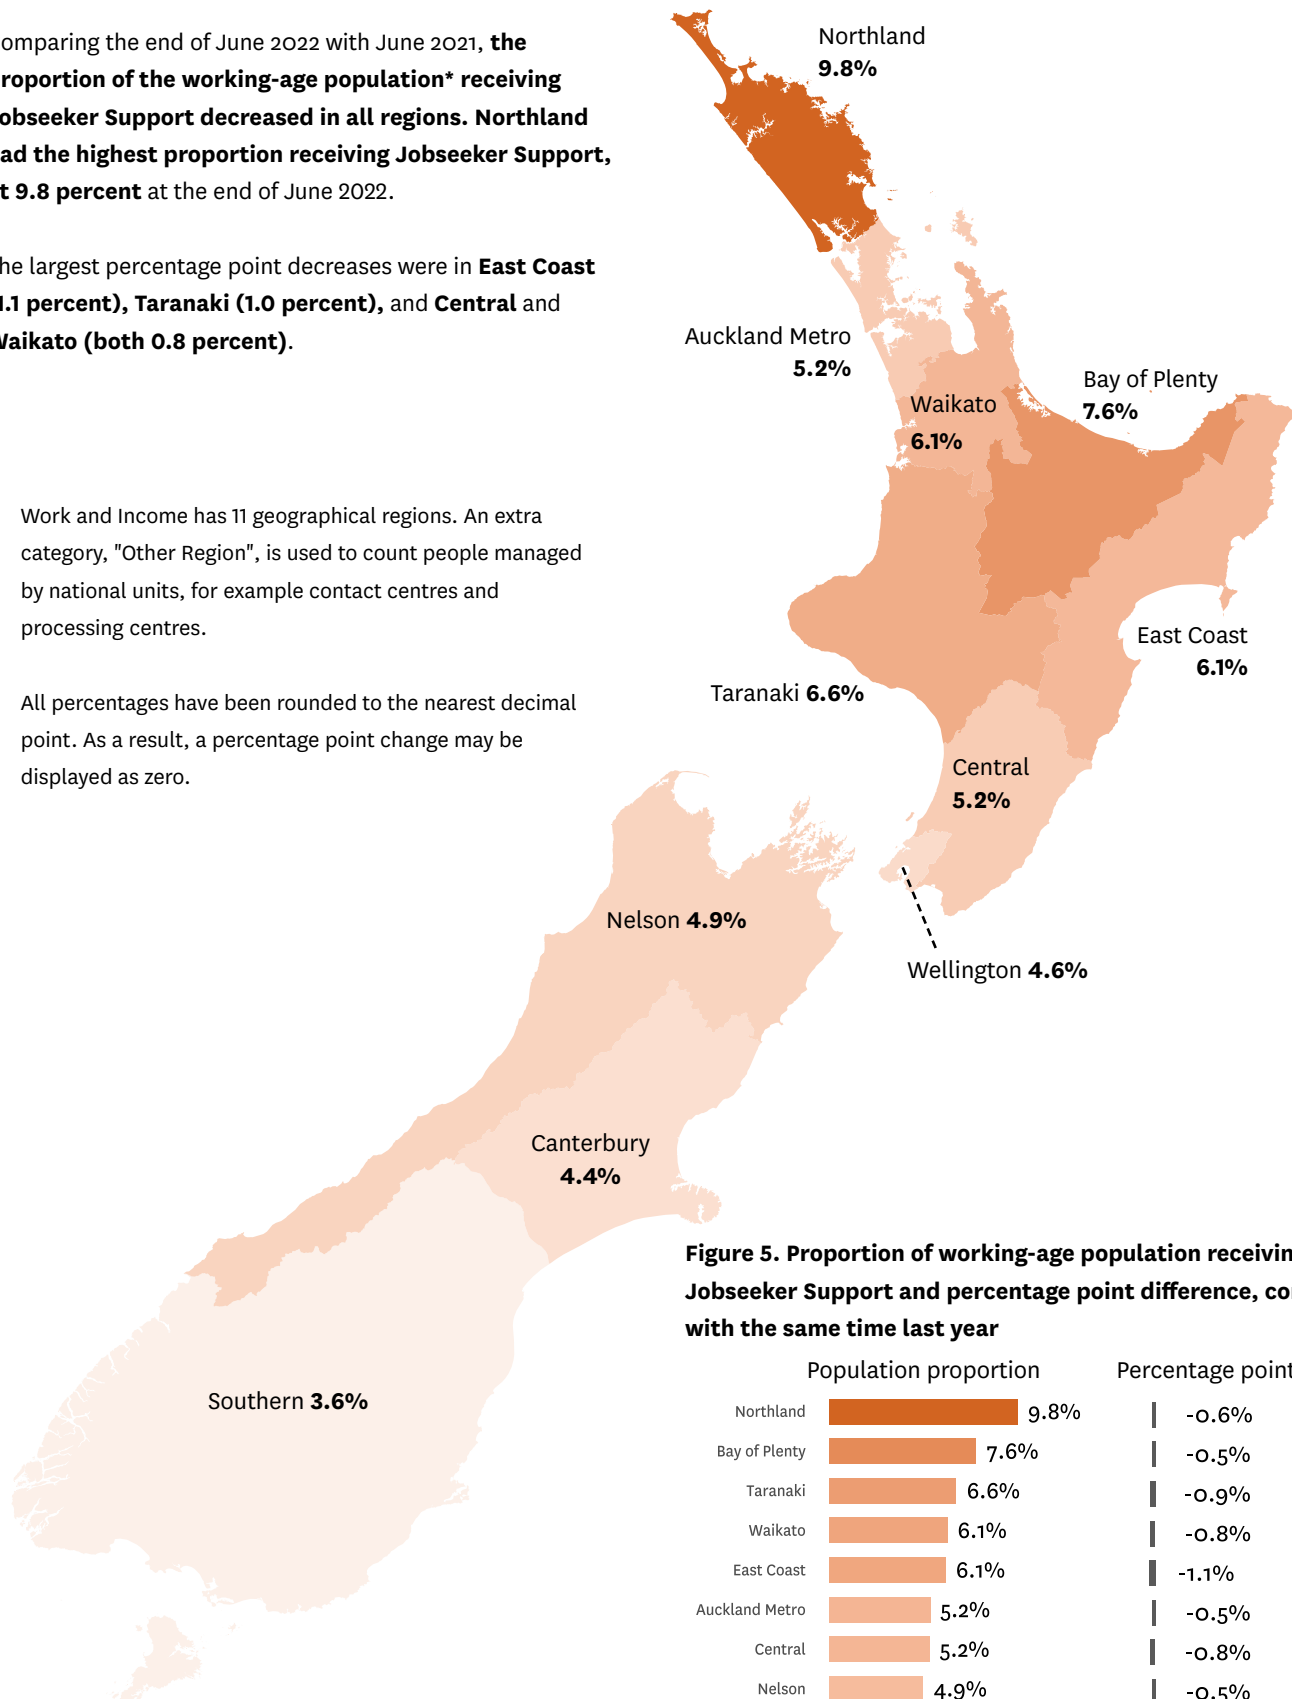 omparing the end of June 2022 with June 2021, the
roportion of the working-age population* receiving
obseeker Support decreased in all regions. Northland
ad the highest proportion receiving Jobseeker Support,
t 9.8 percent at the end of June 2022.
he largest percentage point decreases were in East Coast
1.1 percent), Taranaki (1.0 percent), and Central and
Waikato (both 0.8 percent).
Work and Income has 11 geographical regions. An extra
category, "Other Region", is used to count people managed
by national units, for example contact centres and
processing centres.
All percentages have been rounded to the nearest decimal
point. As a result, a percentage point change may be
displayed as zero.
Northland
9.8%
Auckland Metro
5.2%
Waikato
6.1%
Bay of Plenty
7.6%
East Coast
6.1%
Taranaki 6.6%
Central
5.2%
Nelson 4.9%
Wellington 4.6%
Canterbury
4.4%
Southern 3.6%
Figure 5. Proportion of working-age population receivin
Jobseeker Support and percentage point difference, co
with the same time last year
Population proportion Percentage point
Northland 9.8% -0.6%
Bay of Plenty 7.6% -0.5%
Taranaki 6.6% -0.9%
Waikato 6.1% -0.8%
East Coast 6.1% -1.1%
Auckland Metro 5.2% -0.5%
Central 5.2% -0.8%
Nelson 4.9% -0.5%